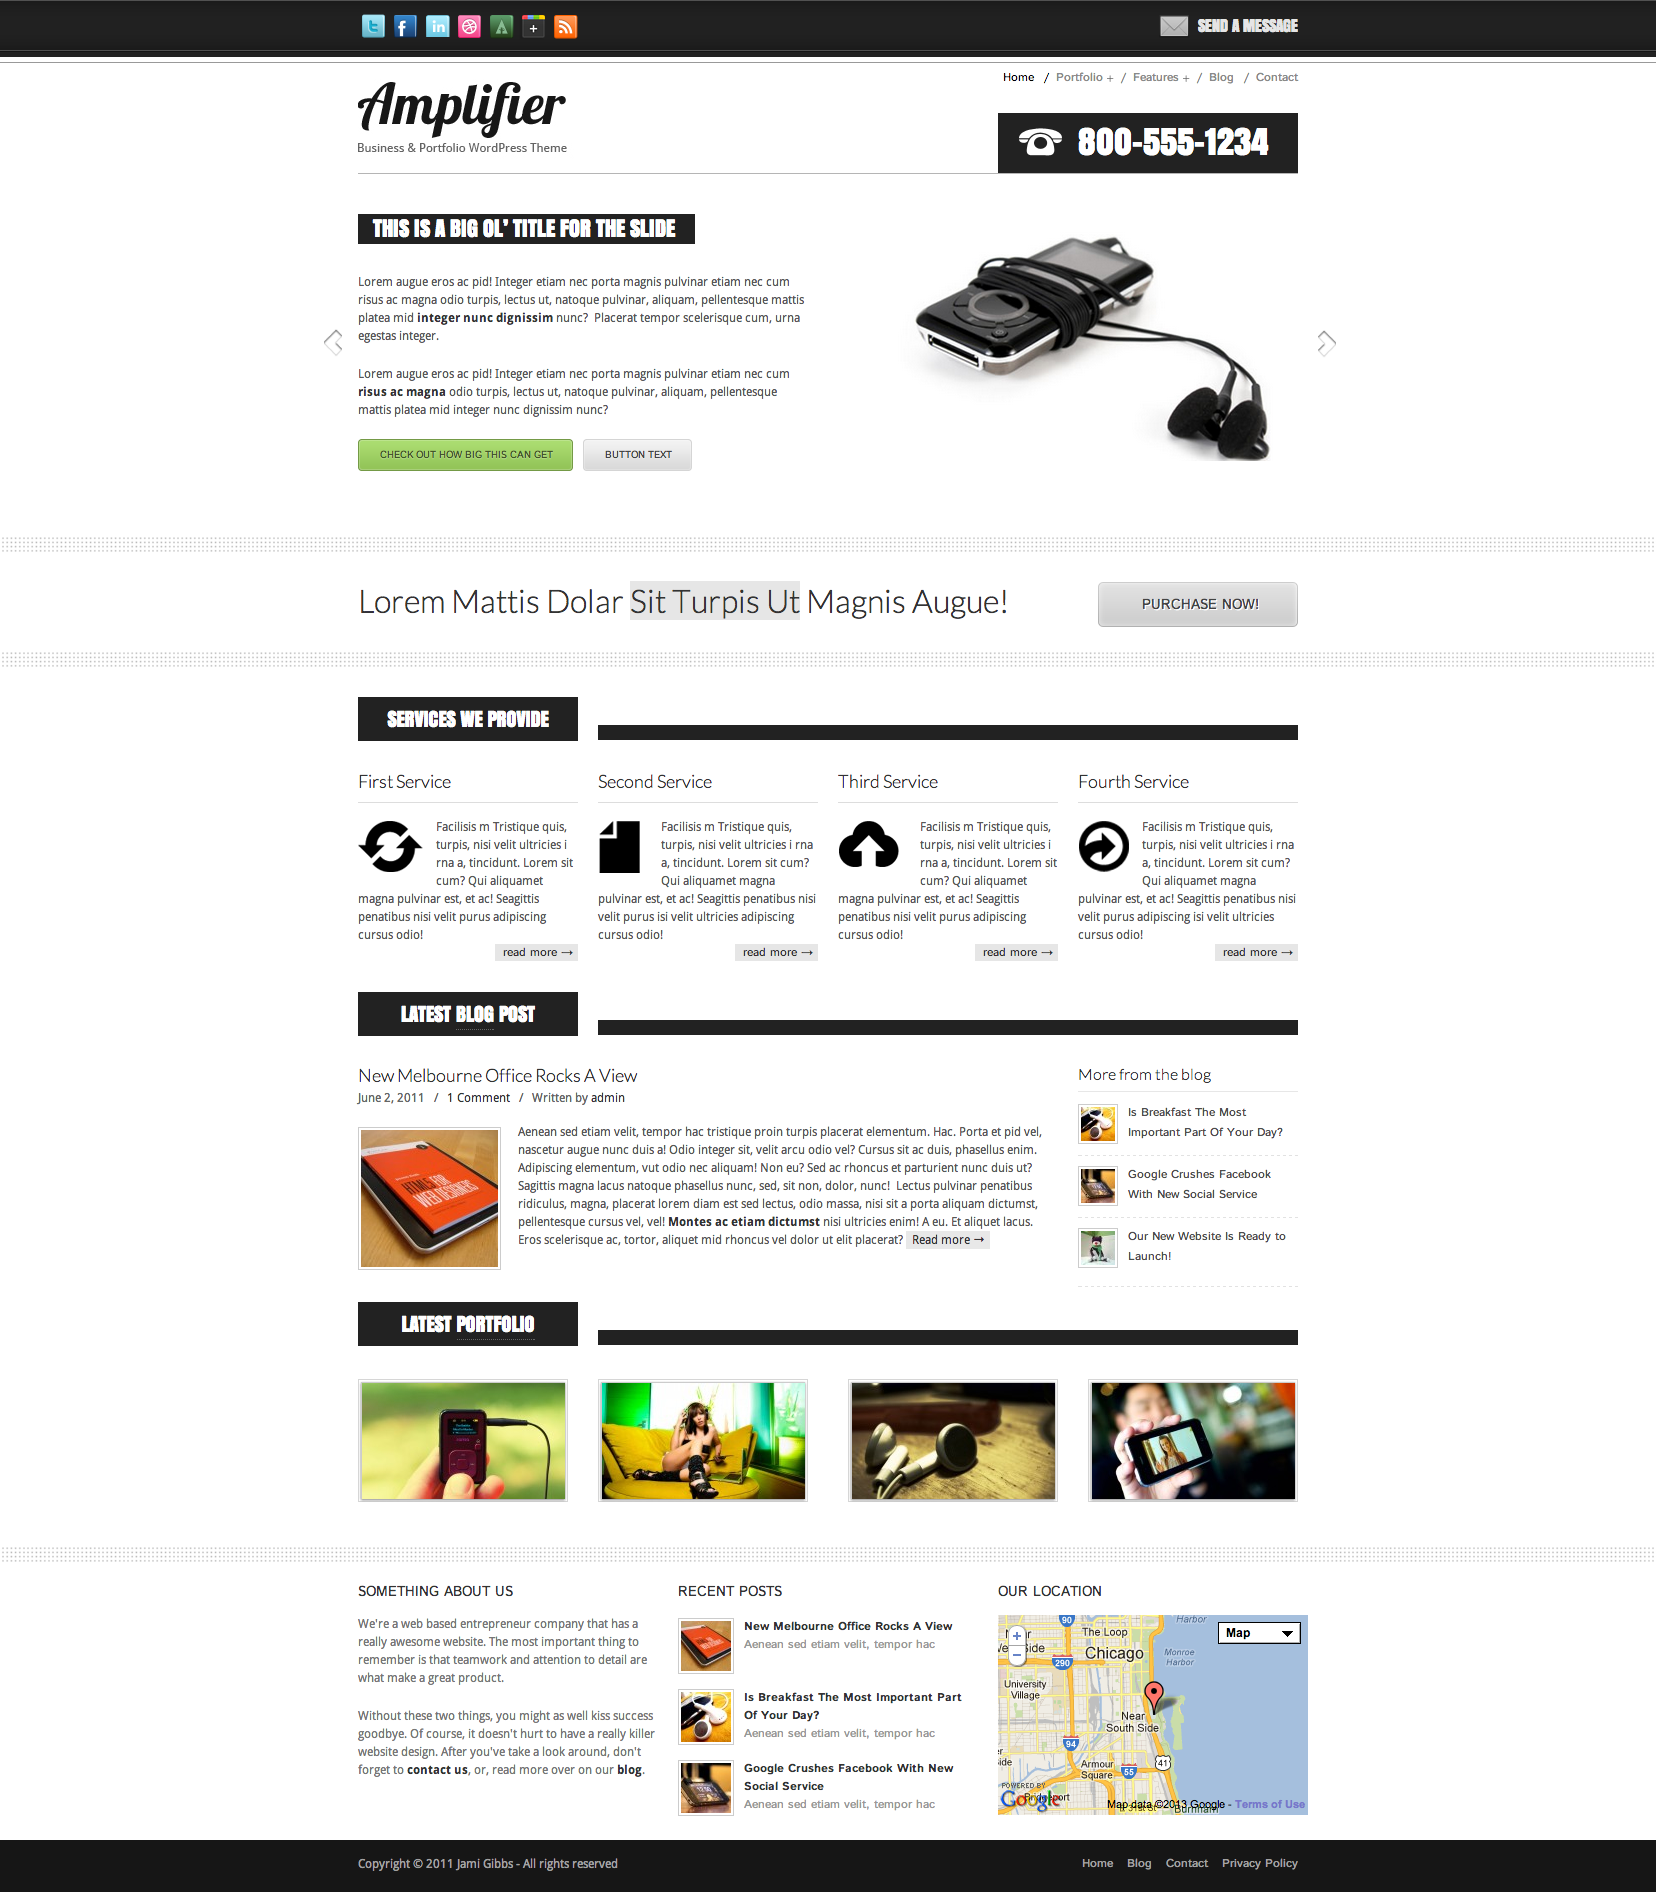 SEND A MESSAGE
Home / Portfolio + / Features + / Blog / Contact
Amplifier
Business & Portfolio WordPress Theme
800-555-1234
THIS IS A BIG OL' TITLE FOR THE SLIDE
Lorem augue eros ac pid! Integer etiam nec porta magnis pulvinar etiam nec cum
risus ac magna odio turpis, lectus ut, natoque pulvinar, aliquam, pellentesque mattis
platea mid integer nunc dignissim nunc? Placerat tempor scelerisque cum, urna
egestas integer.
Lorem augue eros ac pid! Integer etiam nec porta magnis pulvinar etiam nec cum
risus ac magna odio turpis, lectus ut, natoque pulvinar, aliquam, pellentesque
mattis platea mid integer nunc dignissim nunc?
CHECK OUT HOW BIG THIS CAN GET
BUTTON TEXT
Lorem Mattis Dolar Sit Turpis Ut Magnis Augue!
PURCHASE NOW!
SERVICES WE PROVIDE
First Service
Facilisis m Tristique quis,
turpis, nisi velit ultricies i
rna a, tincidunt. Lorem sit
cum? Qui aliquamet
magna pulvinar est, et ac! Seagittis
penatibus nisi velit purus adipiscing
cursus odio!
read more →
Second Service
Facilisis m Tristique quis,
turpis, nisi velit ultricies i rna
a, tincidunt. Lorem sit cum?
Qui aliquamet magna
pulvinar est, et ac! Seagittis penatibus nisi
velit purus isi velit ultricies adipiscing
cursus odio!
read more →
Third Service
Facilisis m Tristique quis,
turpis, nisi velit ultricies i
rna a, tincidunt. Lorem sit
cum? Qui aliquamet
magna pulvinar est, et ac! Seagittis
penatibus nisi velit purus adipiscing
cursus odio!
read more →
Fourth Service
Facilisis m Tristique quis,
turpis, nisi velit ultricies i rna
a, tincidunt. Lorem sit cum?
Qui aliquamet magna
pulvinar est, et ac! Seagittis penatibus nisi
velit purus adipiscing isi velit ultricies
cursus odio!
read more →
LATEST BLOG POST
New Melbourne Office Rocks A View
June 2, 2011 / 1 Comment / Written by admin
HTML5 FOR
WEB DESIGNERS
Aenean sed etiam velit, tempor hac tristique proin turpis placerat elementum. Hac. Porta et pid vel,
nascetur augue nunc duis a! Odio integer sit, velit arcu odio vel? Cursus sit ac duis, phasellus enim.
Adipiscing elementum, vut odio nec aliquam! Non eu? Sed ac rhoncus et parturient nunc duis ut?
Sagittis magna lacus natoque phasellus nunc, sed, sit non, dolor, nunc! Lectus pulvinar penatibus
ridiculus, magna, placerat lorem diam est sed lectus, odio massa, nisi sit a porta aliquam dictumst,
pellentesque cursus vel, vel! Montes ac etiam dictumst nisi ultricies enim! A eu. Et aliquet lacus.
Eros scelerisque ac, tortor, aliquet mid rhoncus vel dolor ut elit placerat? Read more →
More from the blog
Is Breakfast The Most
Important Part Of Your Day?
Google Crushes Facebook
With New Social Service
Our New Website Is Ready to
Launch!
LATEST PORTFOLIO
SOMETHING ABOUT US
We're a web based entrepreneur company that has a
really awesome website. The most important thing to
remember is that teamwork and attention to detail are
what make a great product.
Without these two things, you might as well kiss success
goodbye. Of course, it doesn't hurt to have a really killer
website design. After you've take a look around, don't
forget to contact us, or, read more over on our blog.
RECENT POSTS
New Melbourne Office Rocks A View
Aenean sed etiam velit, tempor hac
Is Breakfast The Most Important Part
Of Your Day?
Aenean sed etiam velit, tempor hac
Google Crushes Facebook With New
Social Service
Aenean sed etiam velit, tempor hac
OUR LOCATION
90
Harbor
The Loop
Map
Chicago
Monroe
Harbor
290
University
Village
Near
South Side
94
41
Armour
Square
55
POWERED BY
Google
Map data ©2013 Google - Terms of Use
Copyright © 2011 Jami Gibbs - All rights reserved
Home Blog Contact Privacy Policy